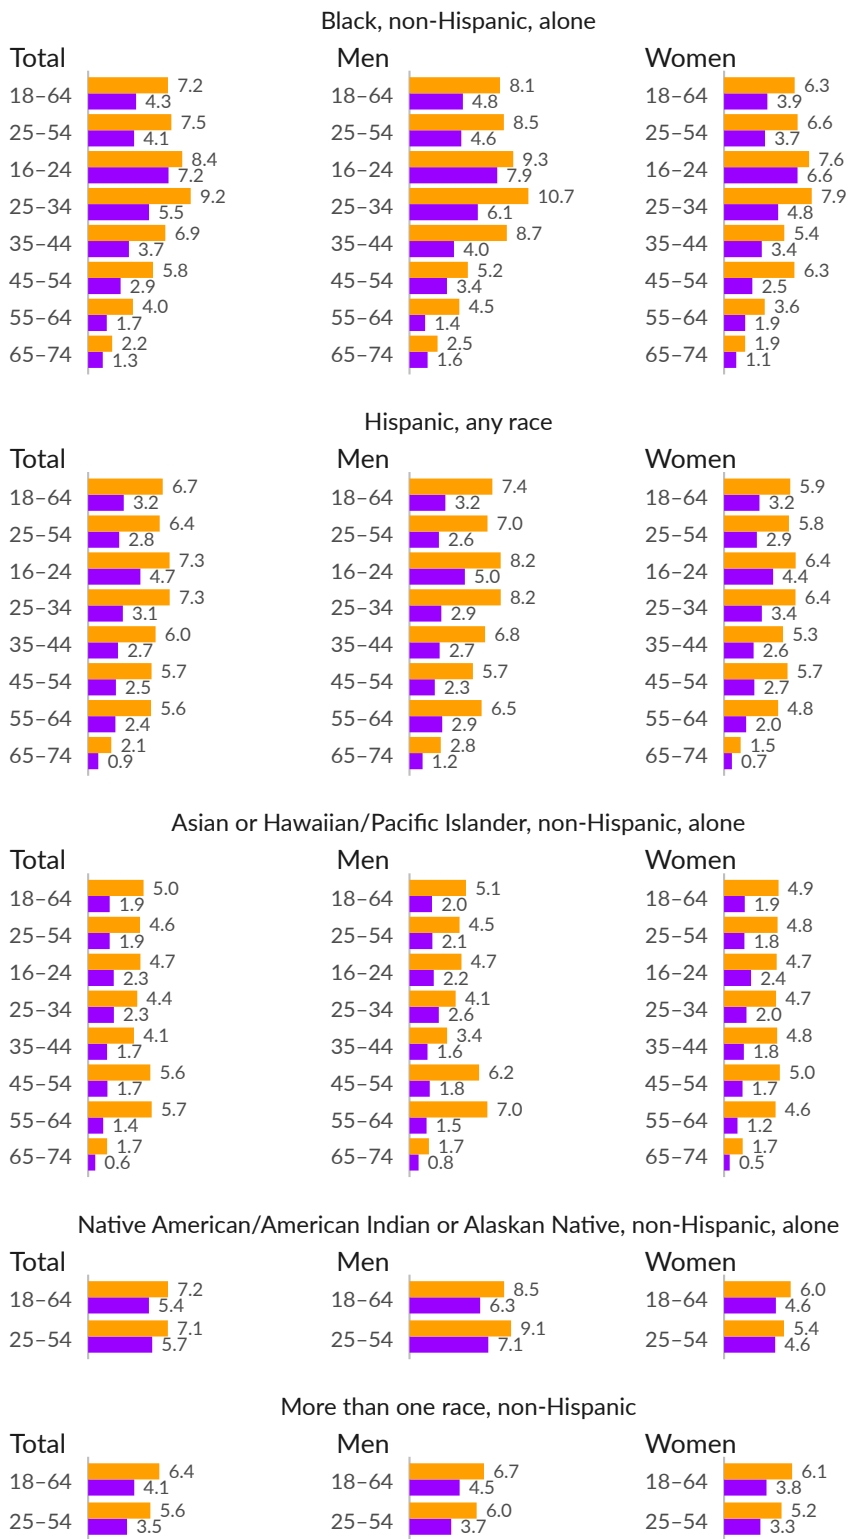 Black, non-Hispanic, alone
Total Men Women
18–64 7.2 4.3 18–64 8.1 4.8 18–64 6.3 3.9
25–54 7.5 4.1 25–54 8.5 4.6 25–54 6.6 3.7
16–24 8.4 7.2 16–24 9.3 7.9 16–24 7.6 6.6
25–34 9.2 5.5 25–34 10.7 6.1 25–34 7.9 4.8
35–44 6.9 3.7 35–44 8.7 4.0 35–44 5.4 3.4
45–54 5.8 2.9 45–54 5.2 3.4 45–54 6.3 2.5
55–64 4.0 1.7 55–64 4.5 1.4 55–64 3.6 1.9
65–74 2.2 1.3 65–74 2.5 1.6 65–74 1.9 1.1
Hispanic, any race
Total Men Women
18–64 6.7 3.2 18–64 7.4 3.2 18–64 5.9 3.2
25–54 6.4 2.8 25–54 7.0 2.6 25–54 5.8 2.9
16–24 7.3 4.7 16–24 8.2 5.0 16–24 6.4 4.4
25–34 7.3 3.1 25–34 8.2 2.9 25–34 6.4 3.4
35–44 6.0 2.7 35–44 6.8 2.7 35–44 5.3 2.6
45–54 5.7 2.5 45–54 5.7 2.3 45–54 5.7 2.7
55–64 5.6 2.4 55–64 6.5 2.9 55–64 4.8 2.0
65–74 2.1 0.9 65–74 2.8 1.2 65–74 1.5 0.7
Asian or Hawaiian/Pacific Islander, non-Hispanic, alone
Total Men Women
18–64 5.0 1.9 18–64 5.1 2.0 18–64 4.9 1.9
25–54 4.6 1.9 25–54 4.5 2.1 25–54 4.8 1.8
16–24 4.7 2.3 16–24 4.7 2.2 16–24 4.7 2.4
25–34 4.4 2.3 25–34 4.1 2.6 25–34 4.7 2.0
35–44 4.1 1.7 35–44 3.4 1.6 35–44 4.8 1.8
45–54 5.6 1.7 45–54 6.2 1.8 45–54 5.0 1.7
55–64 5.7 1.4 55–64 7.0 1.5 55–64 4.6 1.2
65–74 1.7 0.6 65–74 1.7 0.8 65–74 1.7 0.5
Native American/American Indian or Alaskan Native, non-Hispanic, alone
Total Men Women
18–64 7.2 5.4 18–64 8.5 6.3 18–64 6.0 4.6
25–54 7.1 5.7 25–54 9.1 7.1 25–54 5.4 4.6
More than one race, non-Hispanic
Total Men Women
18–64 6.4 4.1 18–64 6.7 4.5 18–64 6.1 3.8
25–54 5.6 3.5 25–54 6.0 3.7 25–54 5.2 3.3